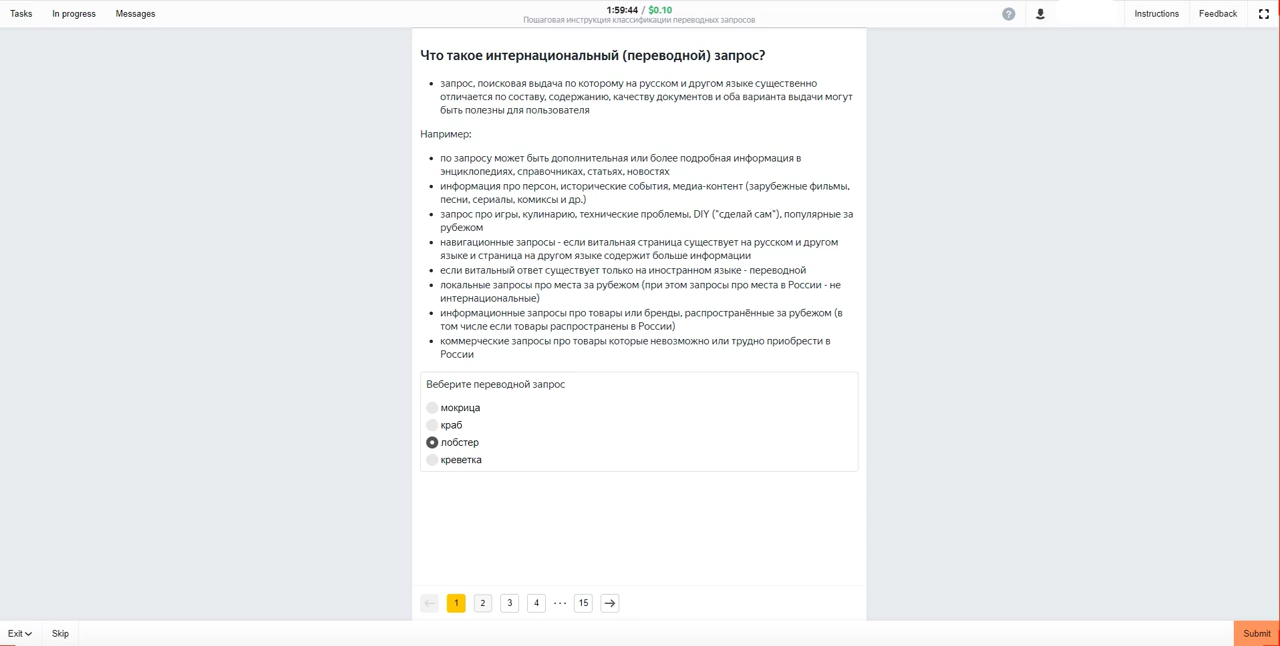 Tasks In progress Messages 1:59:44 / $0.10 ? Instructions Feedback
Пошаговая инструкция классификации переводных запросов
Что такое интернациональный (переводной) запрос?
• запрос, поисковая выдача по которому на русском и другом языке существенно
отличается по составу, содержанию, качеству документов и оба варианта выдачи могут
быть полезны для пользователя
Например:
• по запросу может быть дополнительная или более подробная информация в
энциклопедиях, справочниках, статьях, новостях
• информация про персон, исторические события, медиа-контент (зарубежные фильмы,
песни, сериалы, комиксы и др.)
• запрос про игры, кулинарию, технические проблемы, DIY ("сделай сам"), популярные за
рубежом
• навигационные запросы - если витальная страница существует на русском и другом
языке и страница на другом языке содержит больше информации
• если витальный ответ существует только на иностранном языке - переводной
• локальные запросы про места за рубежом (при этом запросы про места в России - не
интернациональные)
• информационные запросы про товары или бренды, распространённые за рубежом (в
том числе если товары распространены в России)
• коммерческие запросы про товары которые невозможно или трудно приобрести в
России
Веберите переводной запрос
мокрица
краб
лобстер
креветка
← 1 2 3 4 ... 15 →
Exit Skip Submit